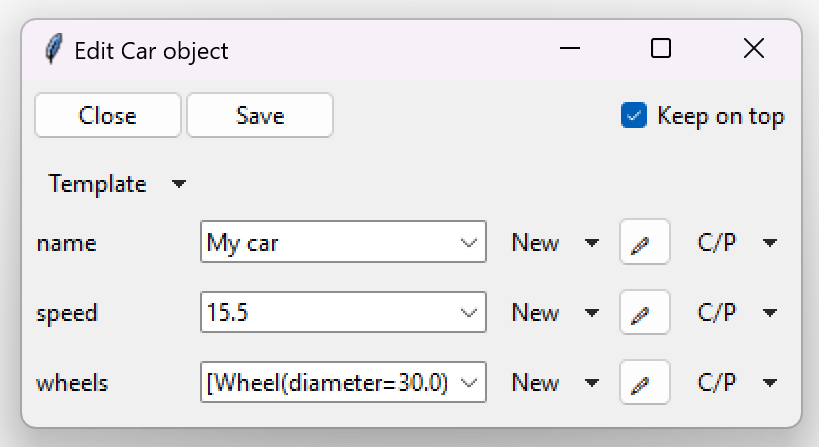 Edit Car object
Close Save Keep on top
Template
name My car New C/P
speed 15.5 New C/P
wheels [Wheel(diameter=30.0) New C/P